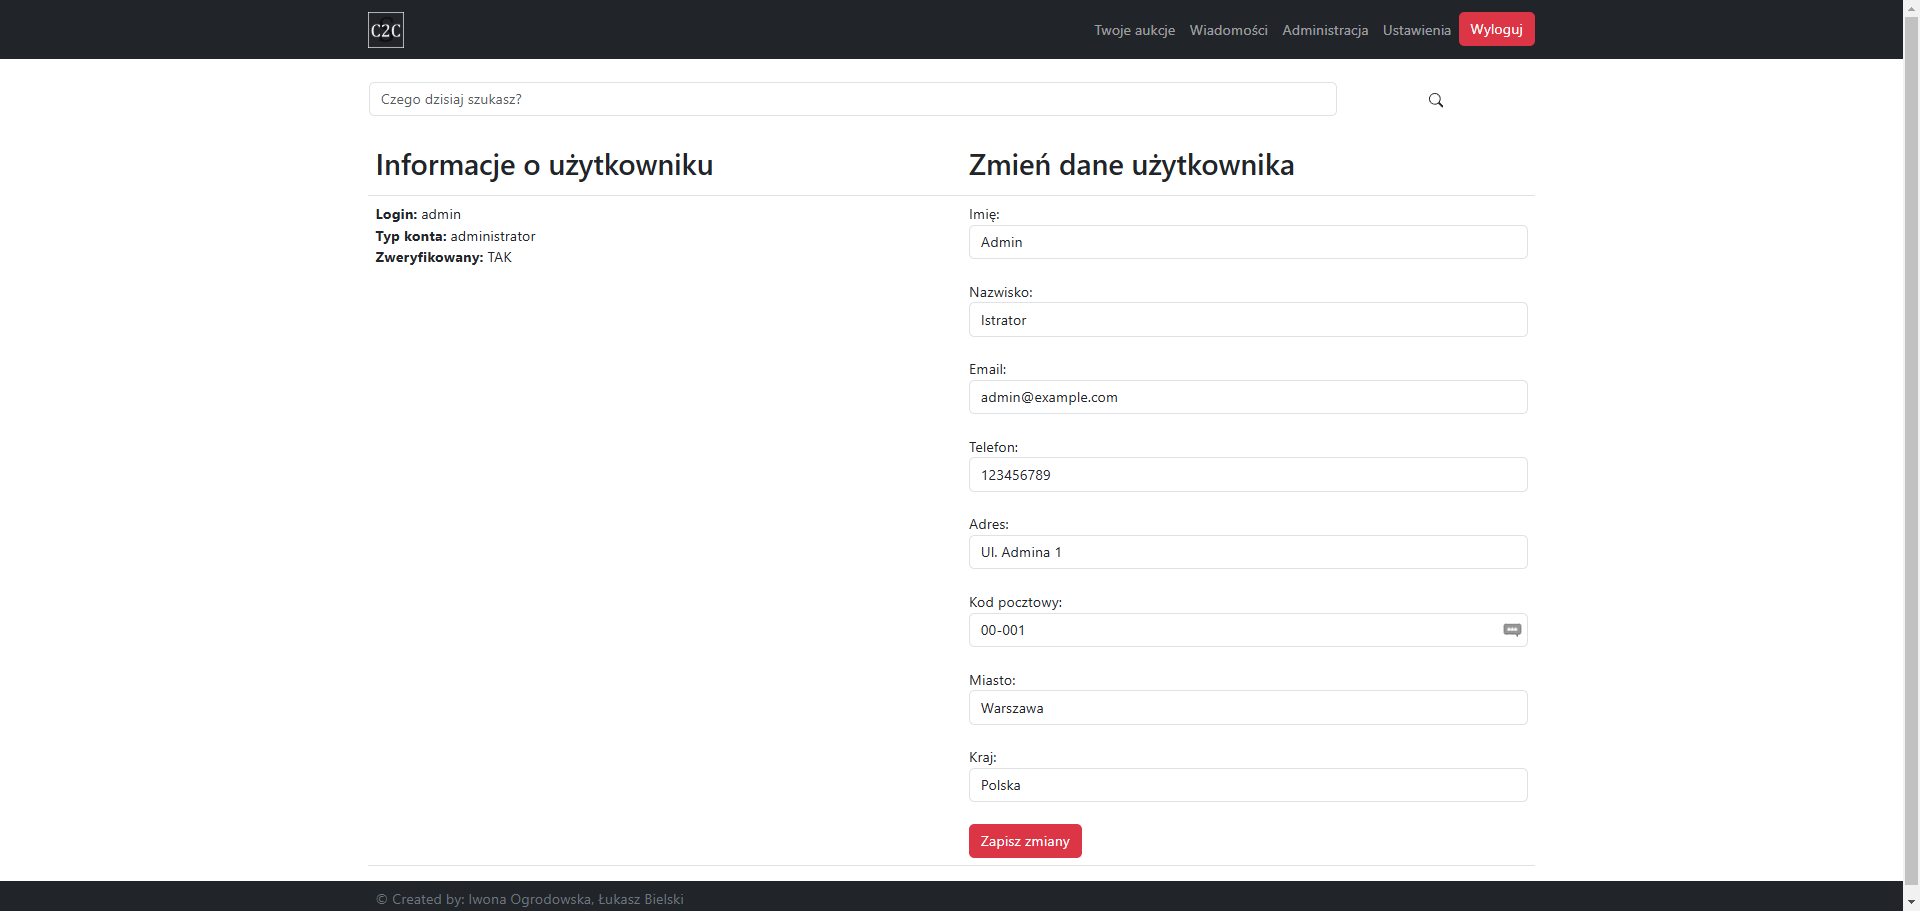 C2C
Twoje aukcje Wiadomości Administracja Ustawienia Wyloguj
Czego dzisiaj szukasz?
Informacje o użytkowniku
Login: admin
Typ konta: administrator
Zweryfikowany: TAK
Zmień dane użytkownika
Imię:
Admin
Nazwisko:
Istrator
Email:
admin@example.com
Telefon:
123456789
Adres:
Ul. Admina 1
Kod pocztowy:
00-001
Miasto:
Warszawa
Kraj:
Polska
Zapisz zmiany
© Created by: Iwona Ogrodowska, Łukasz Bielski